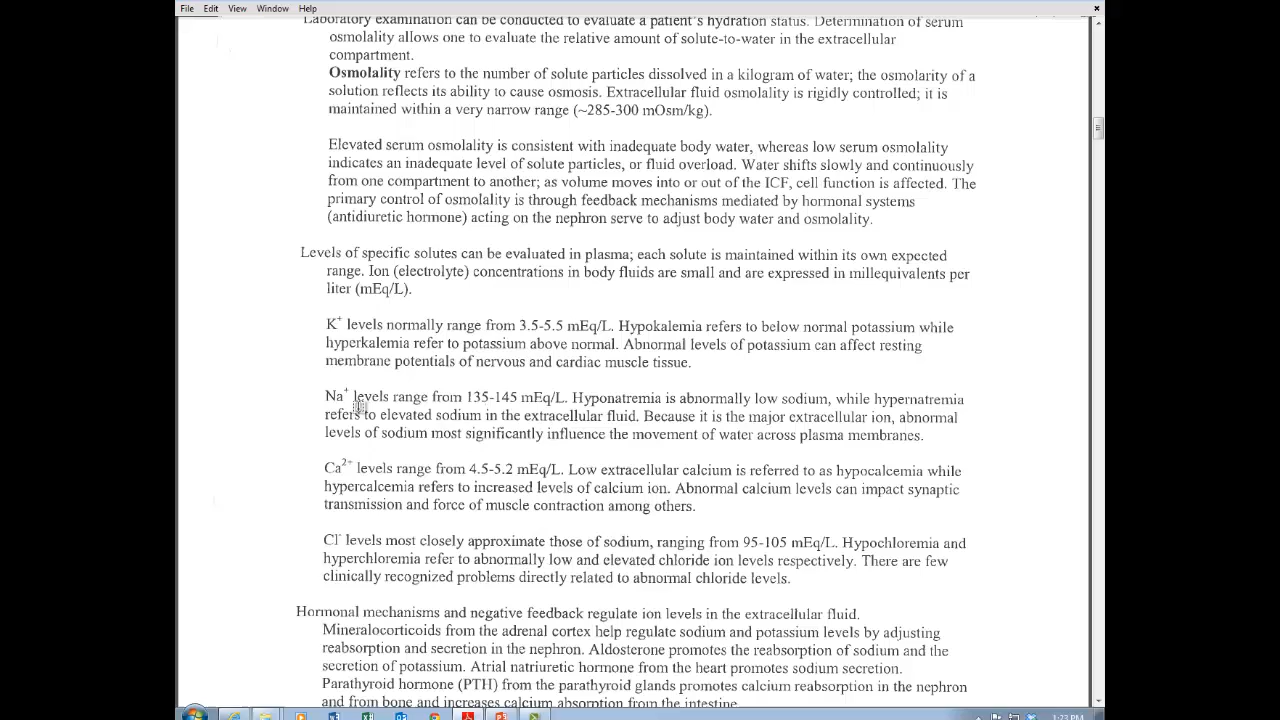 File Edit View Window Help
Laboratory examination can be conducted to evaluate a patient's hydration status. Determination of serum
osmolality allows one to evaluate the relative amount of solute-to-water in the extracellular
compartment.
Osmolality refers to the number of solute particles dissolved in a kilogram of water; the osmolarity of a
solution reflects its ability to cause osmosis. Extracellular fluid osmolality is rigidly controlled; it is
maintained within a very narrow range (~285-300 mOsm/kg).
Elevated serum osmolality is consistent with inadequate body water, whereas low serum osmolality
indicates an inadequate level of solute particles, or fluid overload. Water shifts slowly and continuously
from one compartment to another; as volume moves into or out of the ICF, cell function is affected. The
primary control of osmolality is through feedback mechanisms mediated by hormonal systems
(antidiuretic hormone) acting on the nephron serve to adjust body water and osmolality.
Levels of specific solutes can be evaluated in plasma; each solute is maintained within its own expected
range. Ion (electrolyte) concentrations in body fluids are small and are expressed in millequivalents per
liter (mEq/L).
K⁺ levels normally range from 3.5-5.5 mEq/L. Hypokalemia refers to below normal potassium while
hyperkalemia refer to potassium above normal. Abnormal levels of potassium can affect resting
membrane potentials of nervous and cardiac muscle tissue.
Na⁺ levels range from 135-145 mEq/L. Hyponatremia is abnormally low sodium, while hypernatremia
refers to elevated sodium in the extracellular fluid. Because it is the major extracellular ion, abnormal
levels of sodium most significantly influence the movement of water across plasma membranes.
Ca²⁺ levels range from 4.5-5.2 mEq/L. Low extracellular calcium is referred to as hypocalcemia while
hypercalcemia refers to increased levels of calcium ion. Abnormal calcium levels can impact synaptic
transmission and force of muscle contraction among others.
Cl⁻ levels most closely approximate those of sodium, ranging from 95-105 mEq/L. Hypochloremia and
hyperchloremia refer to abnormally low and elevated chloride ion levels respectively. There are few
clinically recognized problems directly related to abnormal chloride levels.
Hormonal mechanisms and negative feedback regulate ion levels in the extracellular fluid.
Mineralocorticoids from the adrenal cortex help regulate sodium and potassium levels by adjusting
reabsorption and secretion in the nephron. Aldosterone promotes the reabsorption of sodium and the
secretion of potassium. Atrial natriuretic hormone from the heart promotes sodium secretion.
Parathyroid hormone (PTH) from the parathyroid glands promotes calcium reabsorption in the nephron
and from bone and increases calcium absorption from the intestine.
1:23 PM